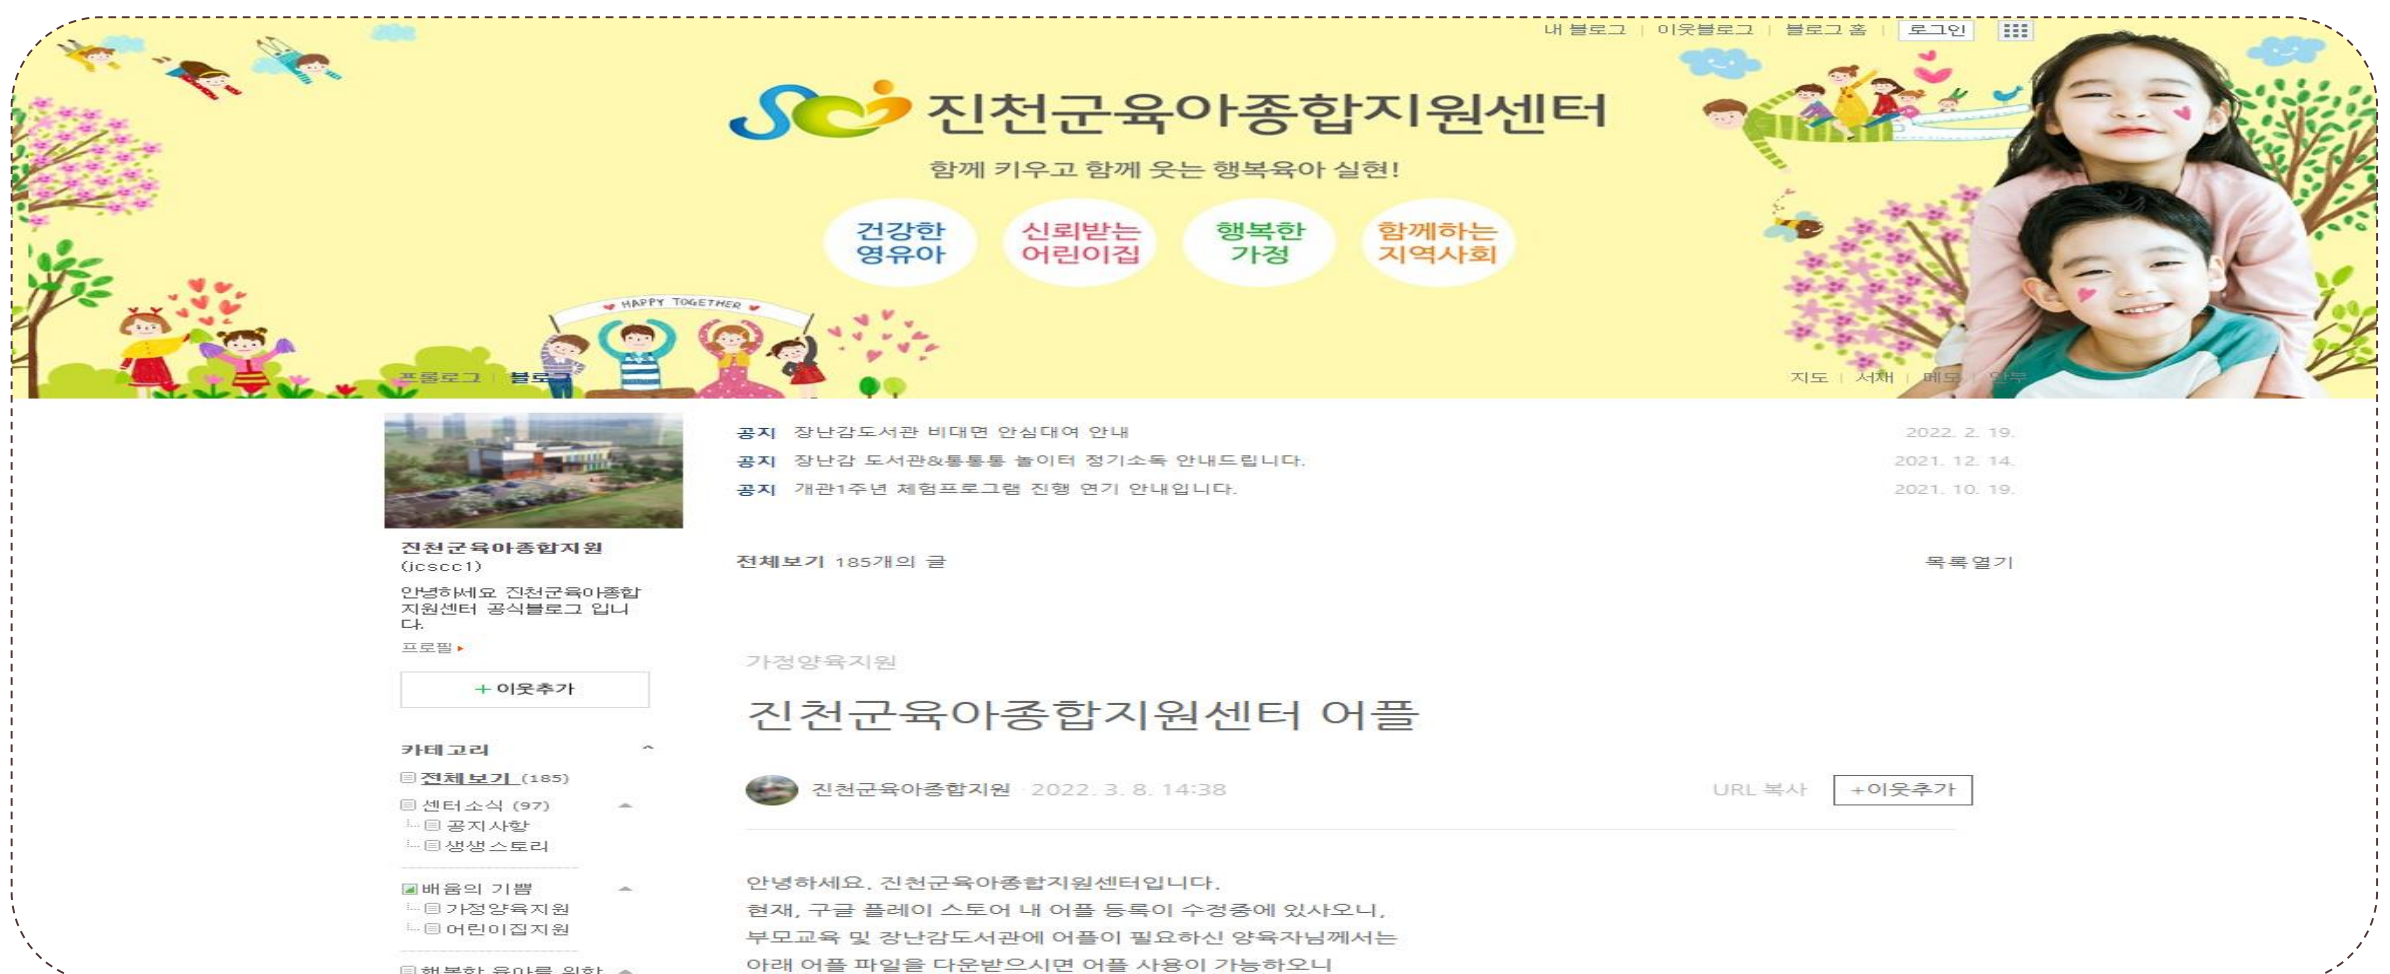 내 블로그 | 이웃블로그 | 블로그 홈 | 로그인
진천군육아종합지원센터
함께 키우고 함께 웃는 행복육아 실현!
건강한 영유아
신뢰받는 어린이집
행복한 가정
함께하는 지역사회
HAPPY TOGETHER
프롤로그 | 블로그
지도 | 서재 | 메모 | 안부
공지 장난감도서관 비대면 안심대여 안내 2022. 2. 19.
공지 장난감 도서관&통통통 놀이터 정기소독 안내드립니다. 2021. 12. 14.
공지 개관1주년 체험프로그램 진행 연기 안내입니다. 2021. 10. 19.
진천군육아종합지원
(jcscc1)
안녕하세요 진천군육아종합
지원센터 공식블로그 입니
다.
프로필
+ 이웃추가
카테고리
전체보기 (185)
센터소식 (97)
공지사항
생생스토리
배움의 기쁨
가정양육지원
어린이집지원
행복한 육아를 위한
전체보기 185개의 글 목록열기
가정양육지원
진천군육아종합지원센터 어플
진천군육아종합지원 · 2022. 3. 8. 14:38 URL 복사 +이웃추가
안녕하세요. 진천군육아종합지원센터입니다.
현재, 구글 플레이 스토어 내 어플 등록이 수정중에 있사오니,
부모교육 및 장난감도서관에 어플이 필요하신 양육자님께서는
아래 어플 파일을 다운받으시면 어플 사용이 가능하오니